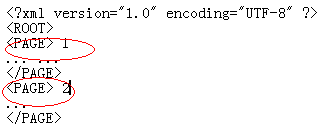 <?xml version="1.0" encoding="UTF-8" ?>
<ROOT>
<PAGE> 1
... ...
</PAGE>
<PAGE> 2
...
</PAGE>